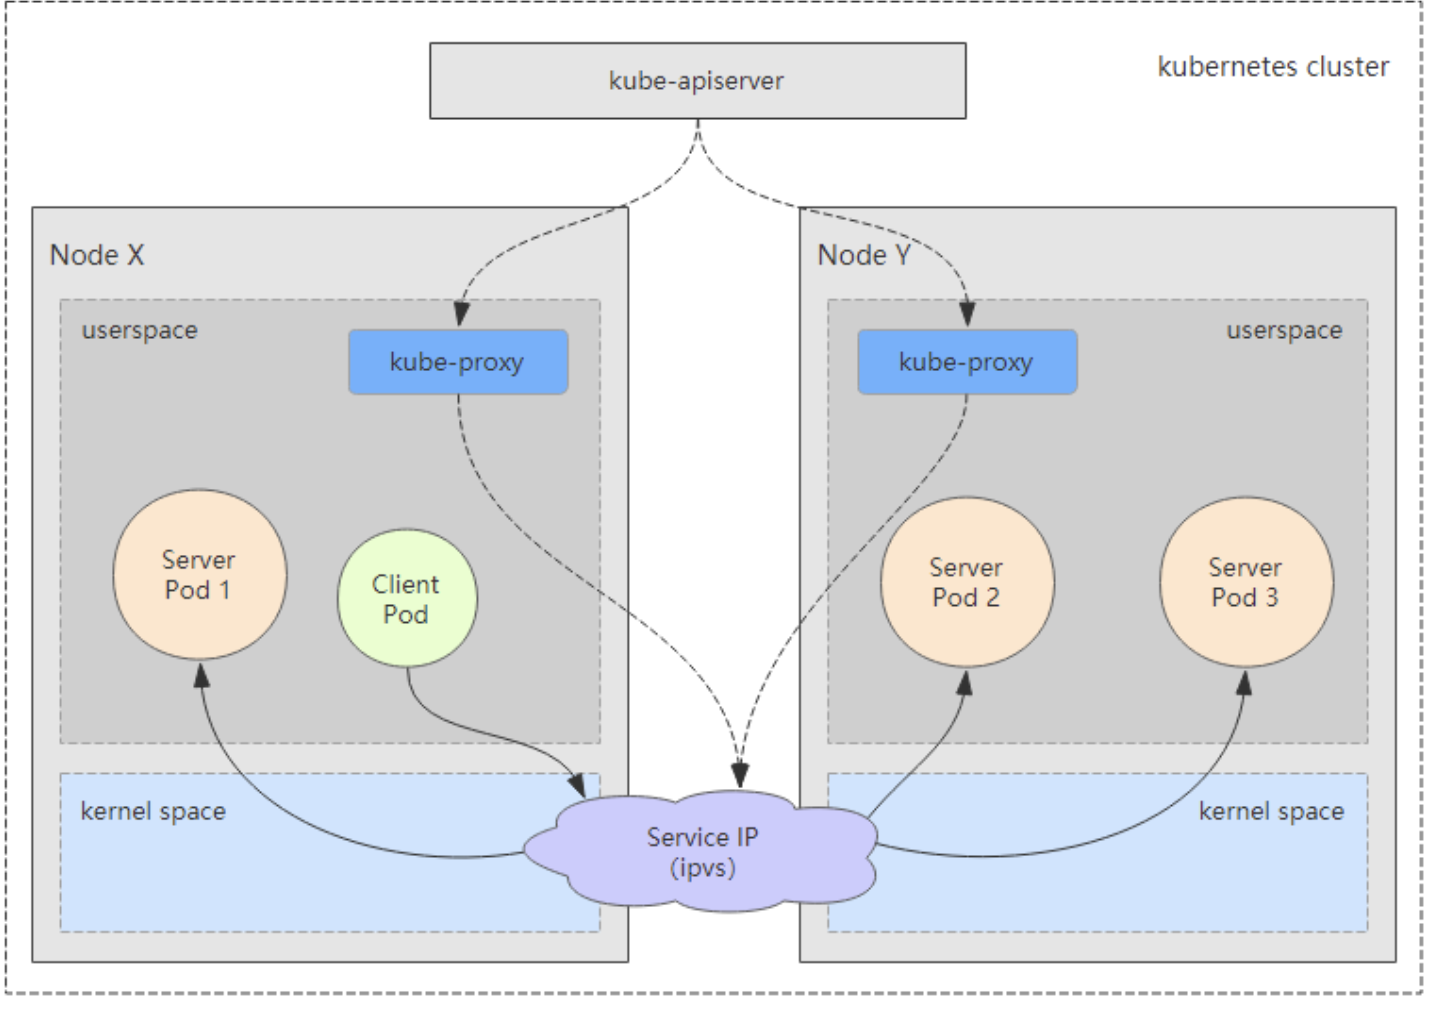 kube-apiserver
kubernetes cluster
Node X
Node Y
userspace
kube-proxy
kube-proxy
userspace
Server
Pod 1
Client
Pod
Server
Pod 2
Server
Pod 3
kernel space
Service IP
(ipvs)
kernel space